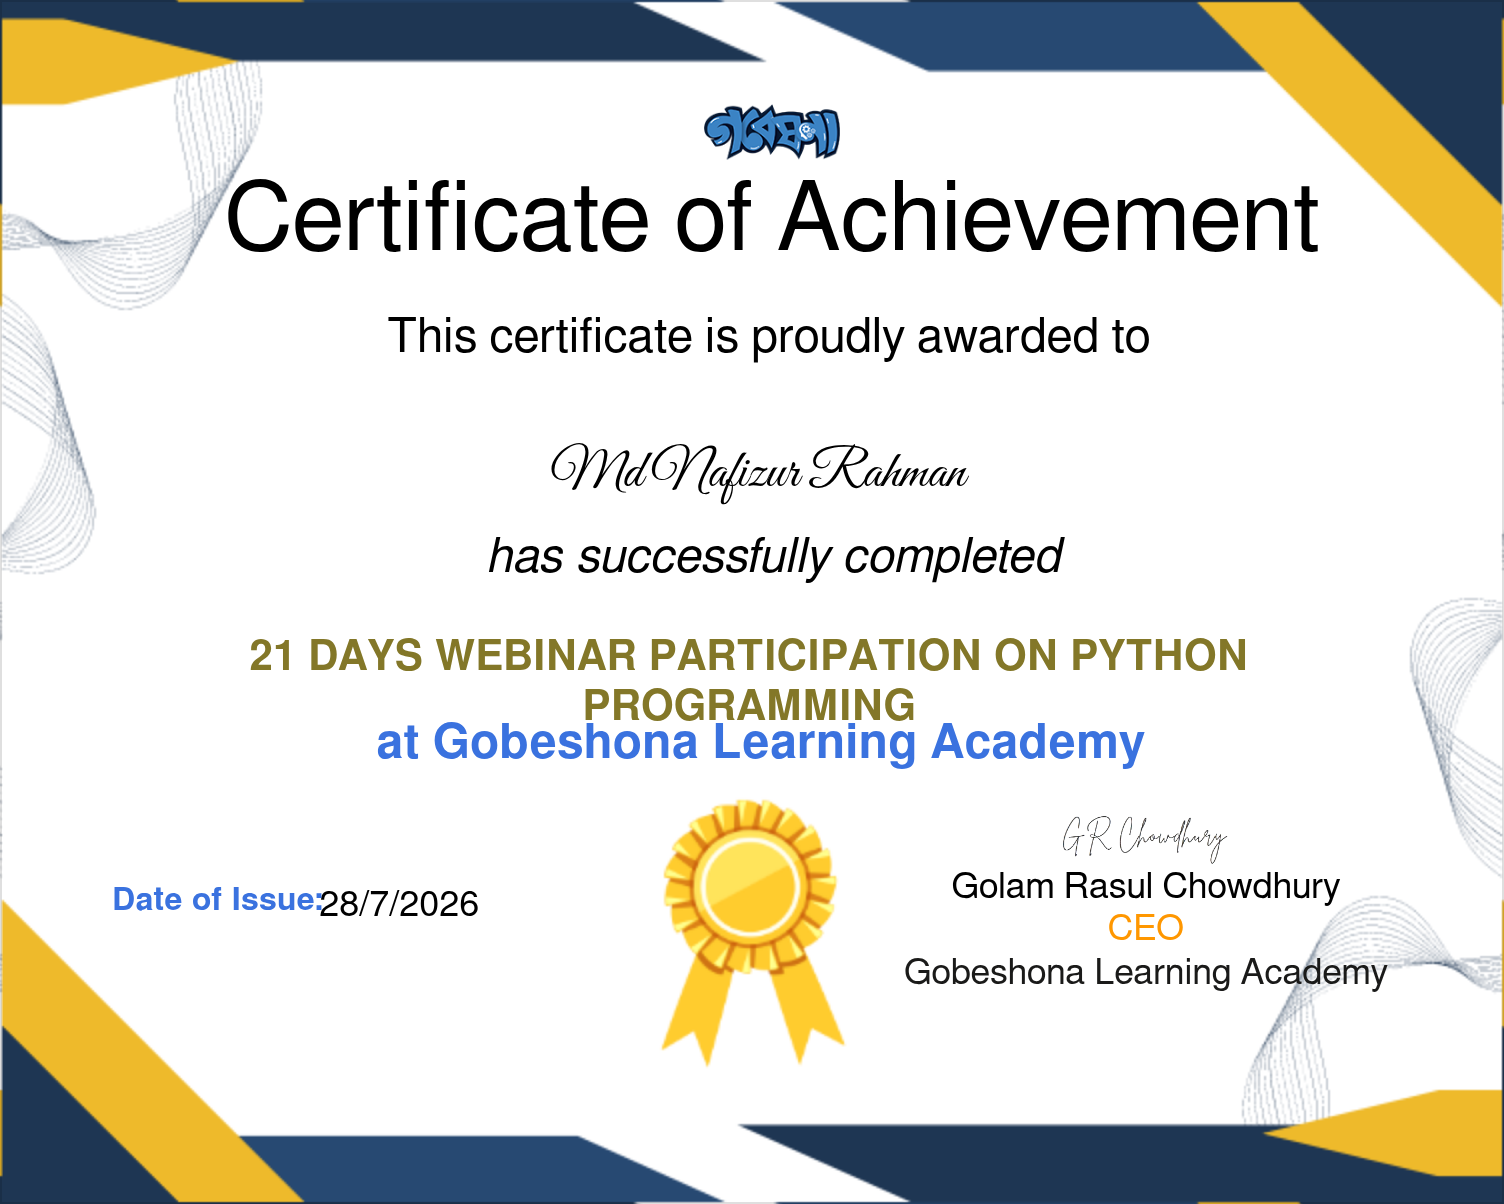 গবেষণা
Certificate of Achievement
This certificate is proudly awarded to
Md Nafizur Rahman
has successfully completed
21 DAYS WEBINAR PARTICIPATION ON PYTHON
PROGRAMMING
at Gobeshona Learning Academy
Date of Issue:28/7/2026
G R Chowdhury
Golam Rasul Chowdhury
CEO
Gobeshona Learning Academy